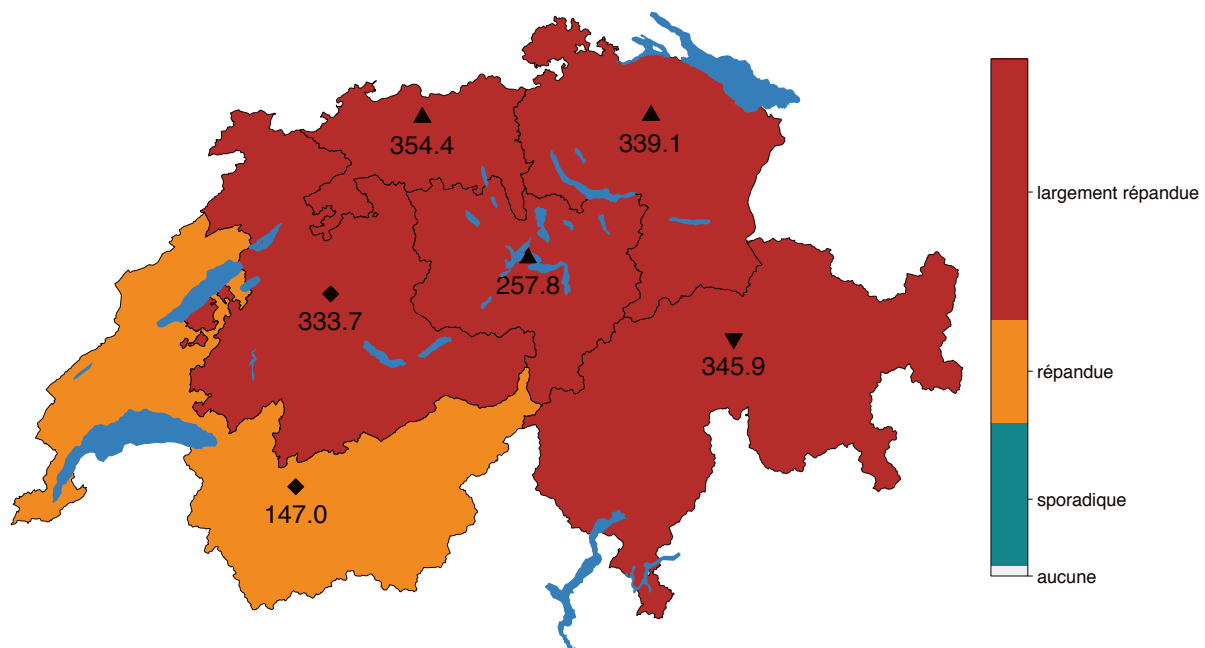 354.4
339.1
257.8
333.7
345.9
147.0
largement répandue
répandue
sporadique
aucune